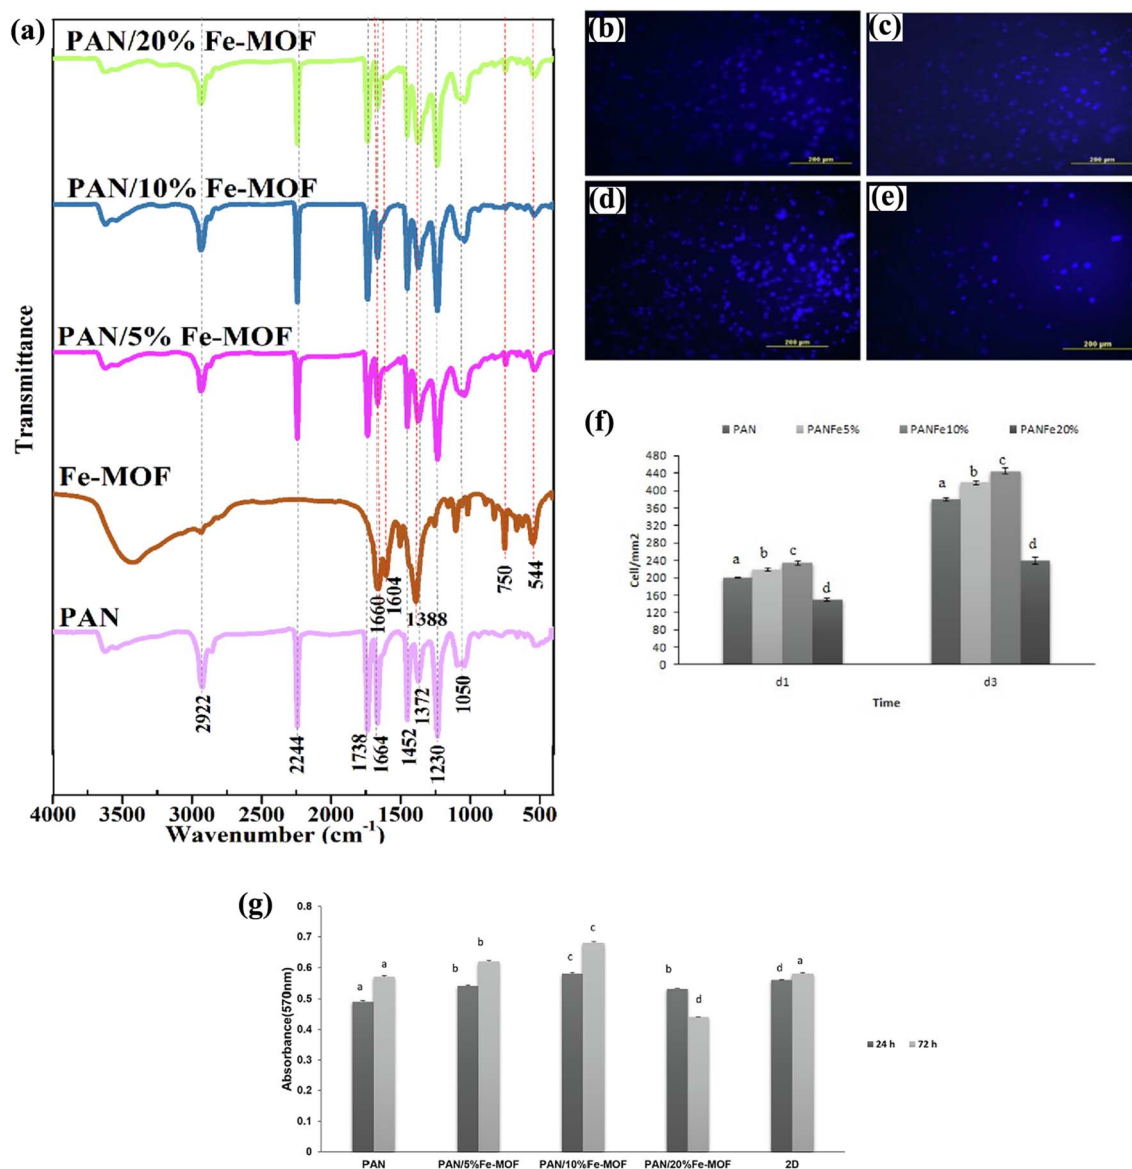 (a)
PAN/20% Fe-MOF
PAN/10% Fe-MOF
PAN/5% Fe-MOF
Fe-MOF
PAN
Transmittance
2922
2244
1738
1660
1664
1604
1452
1388
1372
1230
1050
750
544
4000 3500 3000 2500 2000 1500 1000 500
Wavenumber (cm⁻¹)
(b)
200 µm
(c)
200 µm
(d)
200 µm
(e)
200 µm
(f)
PAN PANFe5% PANFe10% PANFe20%
Cell/mm2
480
440
400
360
320
280
240
200
160
120
80
40
0
a b c d
a b c d
d1 d3
Time
(g)
Absorbance(570nm)
0.8
0.7
0.6
0.5
0.4
0.3
0.2
0.1
0
a a b b c c b d d a
PAN PAN/5%Fe-MOF PAN/10%Fe-MOF PAN/20%Fe-MOF 2D
24 h 72 h